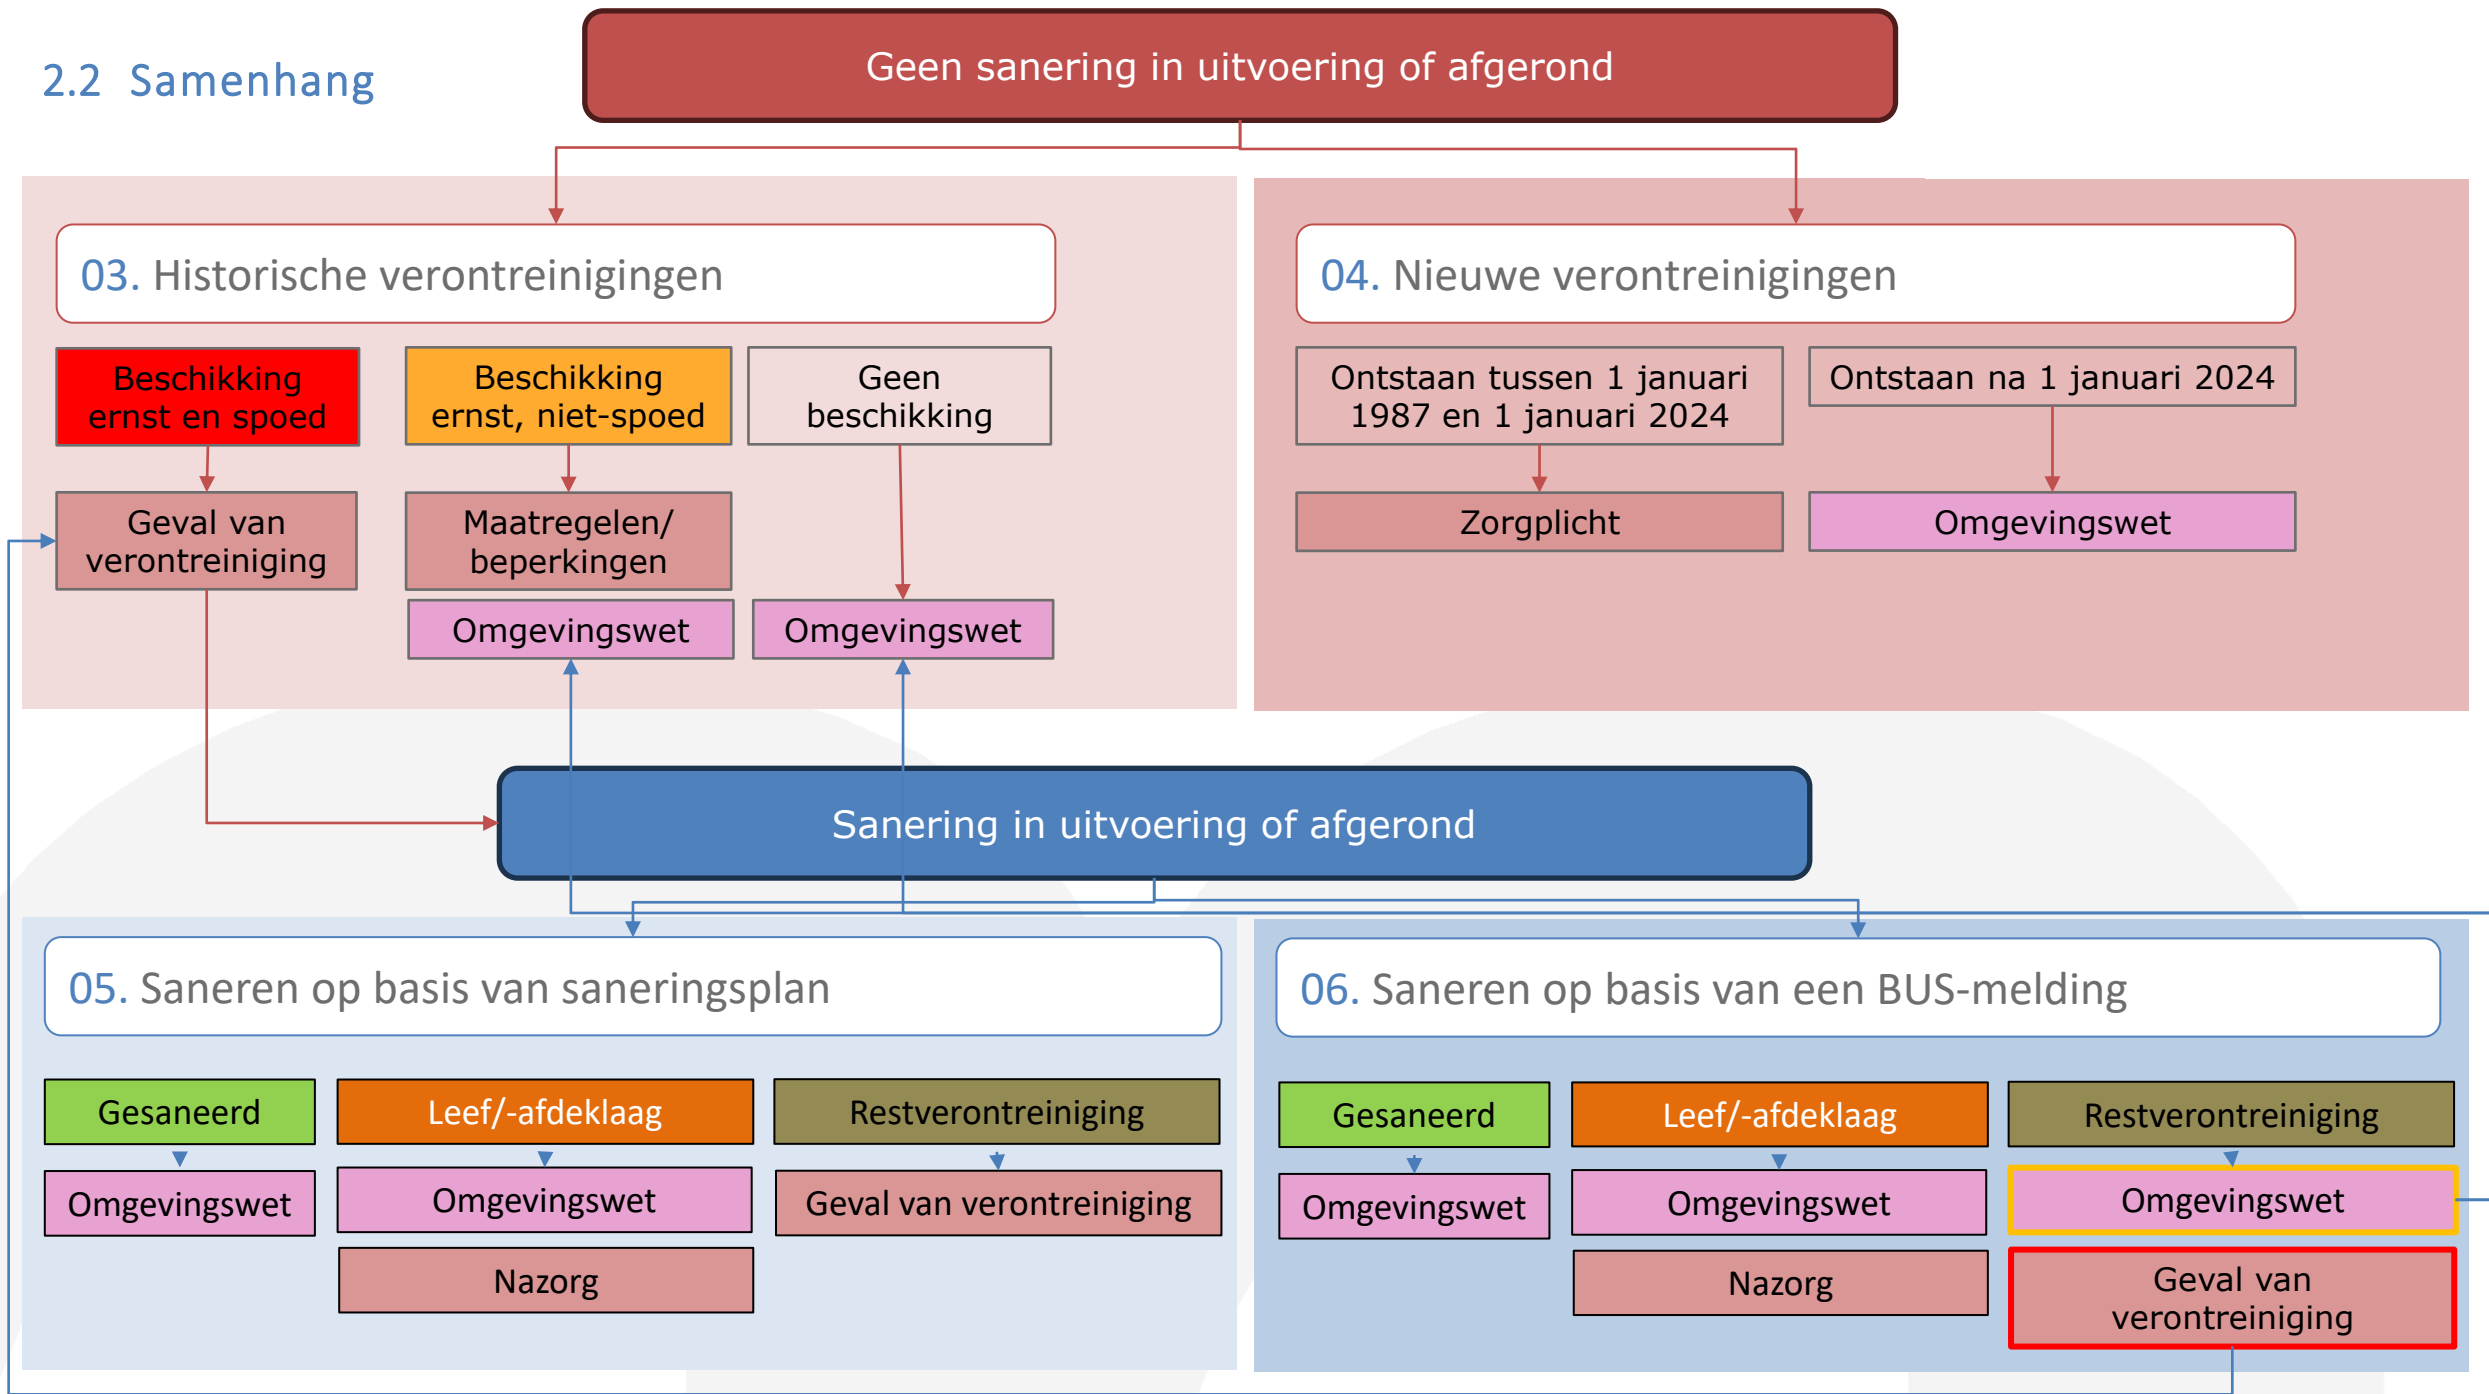 2.2 Samenhang
Geen sanering in uitvoering of afgerond
03. Historische verontreinigingen
Beschikking
ernst en spoed
Beschikking
ernst, niet-spoed
Geen
beschikking
Geval van
verontreiniging
Maatregelen/
beperkingen
Omgevingswet
Omgevingswet
04. Nieuwe verontreinigingen
Ontstaan tussen 1 januari
1987 en 1 januari 2024
Ontstaan na 1 januari 2024
Zorgplicht
Omgevingswet
Sanering in uitvoering of afgerond
05. Saneren op basis van saneringsplan
Gesaneerd
Leef/-afdeklaag
Restverontreiniging
Omgevingswet
Omgevingswet
Geval van verontreiniging
Nazorg
06. Saneren op basis van een BUS-melding
Gesaneerd
Leef/-afdeklaag
Restverontreiniging
Omgevingswet
Omgevingswet
Omgevingswet
Nazorg
Geval van
verontreiniging